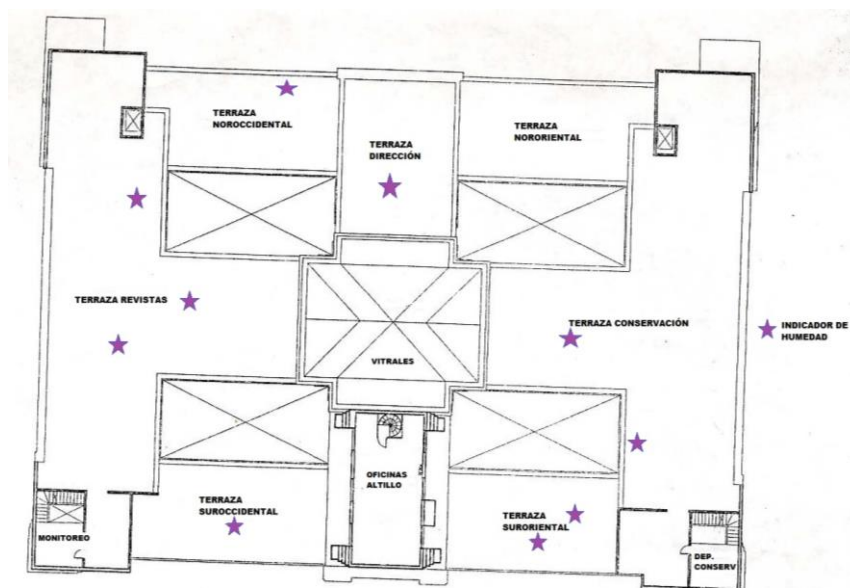 TERRAZA
NOROCCIDENTAL
TERRAZA
DIRECCIÓN
TERRAZA
NORORIENTAL
TERRAZA REVISTAS
TERRAZA CONSERVACIÓN
INDICADOR DE
HUMEDAD
VITRALES
TERRAZA
SUROCCIDENTAL
OFICINAS
ALTILLO
TERRAZA
SURORIENTAL
MONITOREO
DEP.
CONSERV